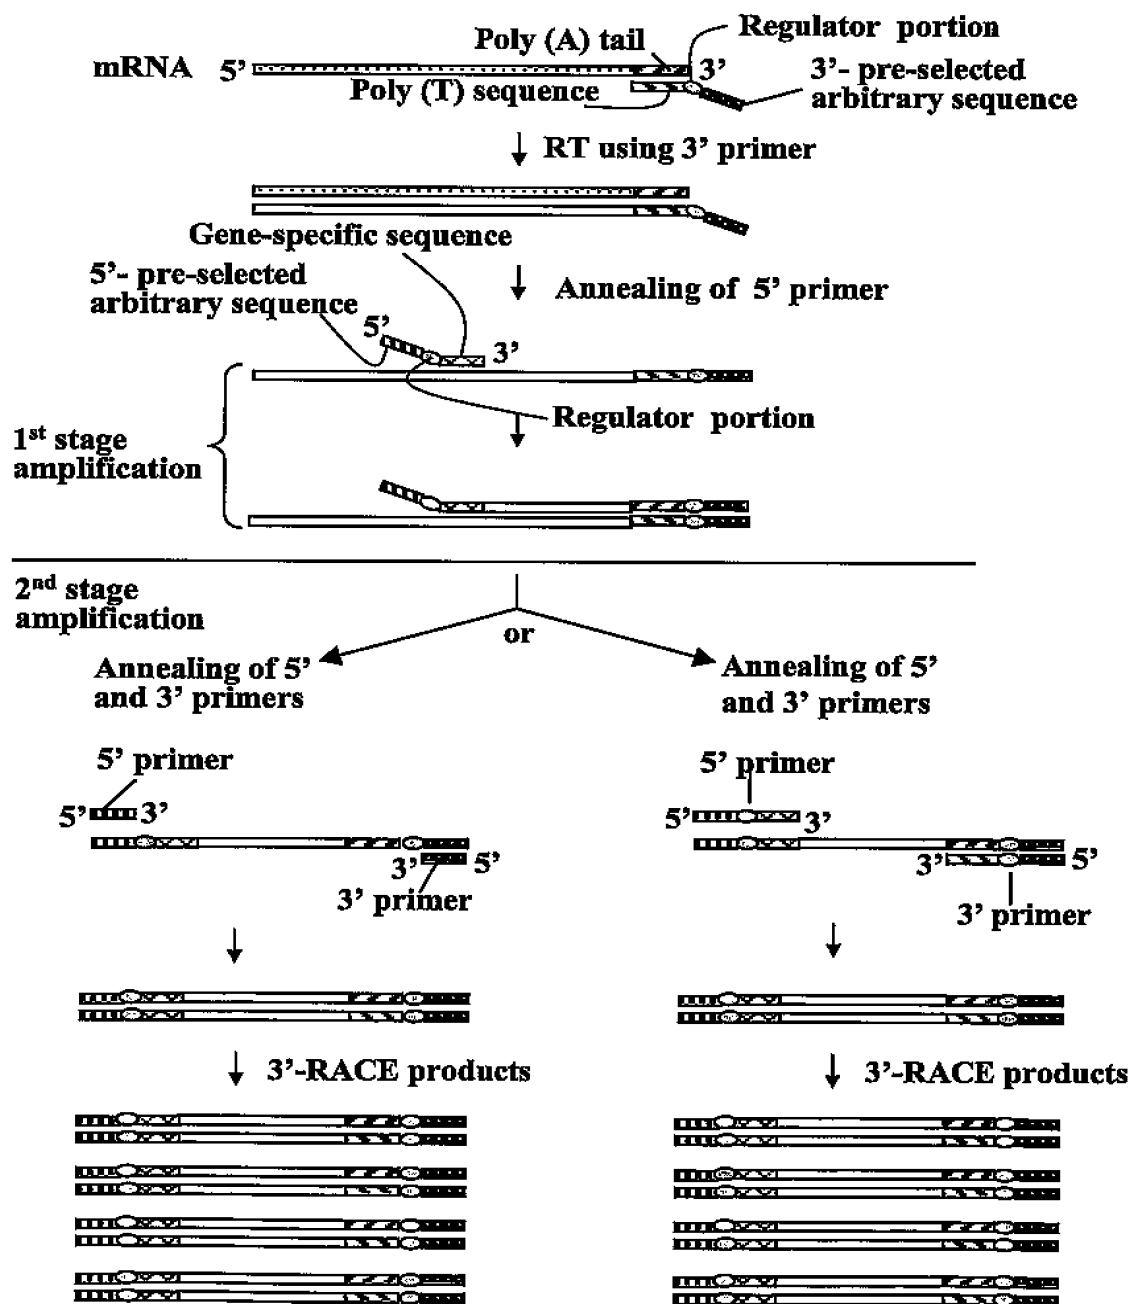 Regulator portion
Poly (A) tail
mRNA 5’ 3’
3’- pre-selected
arbitrary sequence
Poly (T) sequence
RT using 3’ primer
Gene-specific sequence
5’- pre-selected
arbitrary sequence
Annealing of 5’ primer
5’
3’
Regulator portion
1st stage
amplification
2nd stage
amplification
or
Annealing of 5’
and 3’ primers
Annealing of 5’
and 3’ primers
5’ primer
5’ primer
5’ 3’
5’ 3’
3’ 5’
3’ 5’
3’ primer
3’ primer
3’-RACE products
3’-RACE products